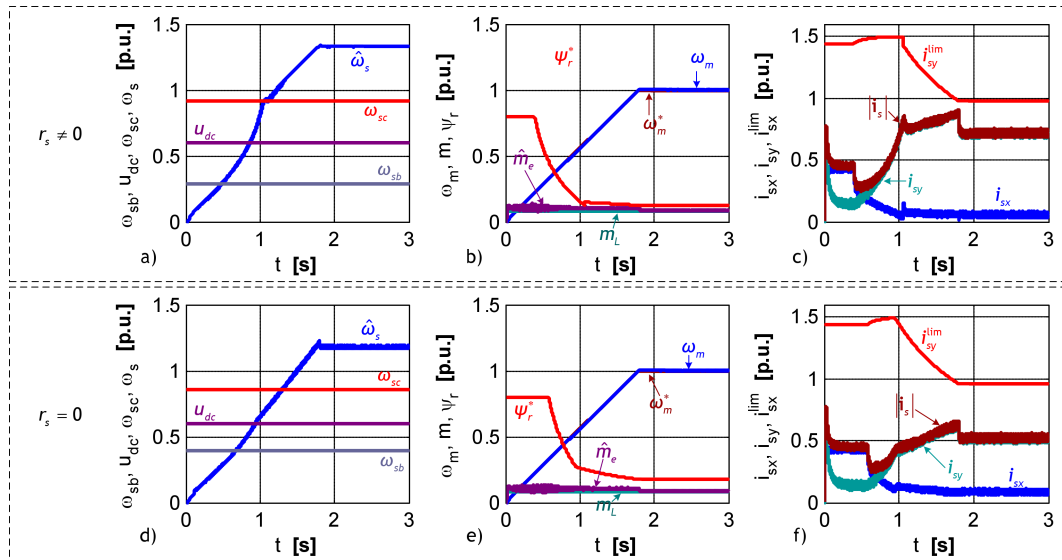 r_s ≠ 0
ω_sb, u_dc, ω_sc, ω_s [p.u.]
1.5
1
0.5
0
ω̂_s
ω_sc
u_dc
ω_sb
0 1 2 3
a) t [s]
ω_m, m, ψ_r [p.u.]
1.5
1
0.5
0
ψ_r^*
ω_m
ω_m^*
m̂_e
m_L
0 1 2 3
b) t [s]
i_sx, i_sy, i_sx^lim [p.u.]
1.5
1
0.5
0
i_sy^lim
|i_s|
i_sy
i_sx
0 1 2 3
c) t [s]
r_s = 0
ω_sb, u_dc, ω_sc, ω_s [p.u.]
1.5
1
0.5
0
ω̂_s
ω_sc
u_dc
ω_sb
0 1 2 3
d) t [s]
ω_m, m, ψ_r [p.u.]
1.5
1
0.5
0
ω_m
ψ_r^*
ω_m^*
m̂_e
m_L
0 1 2 3
e) t [s]
i_sx, i_sy, i_sx^lim [p.u.]
1.5
1
0.5
0
i_sy^lim
|i_s|
i_sy
i_sx
0 1 2 3
f) t [s]